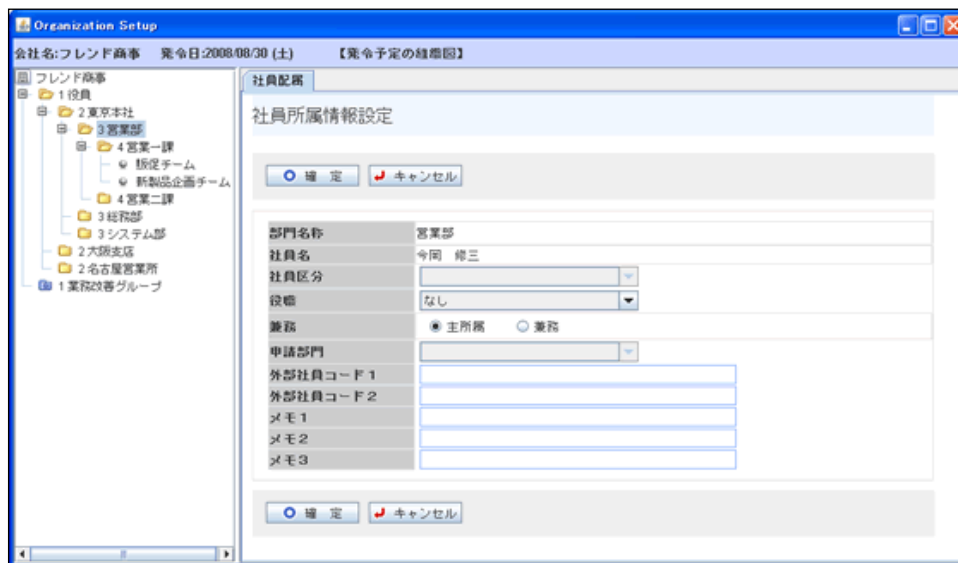 Organization Setup
会社名:フレンド商事 発令日:2008/08/30 (土) 【発令予定の組織図】
フレンド商事
1 役員
2 東京本社
3 営業部
4 営業一課
販促チーム
新製品企画チーム
4 営業二課
3 総務部
3 システム部
2 大阪支店
2 名古屋営業所
1 業務改善グループ
社員配属
社員所属情報設定
確 定 キャンセル
部門名称 営業部
社員名 今岡 修三
社員区分
役職 なし
兼務 主所属 兼務
申請部門
外部社員コード1
外部社員コード2
メモ1
メモ2
メモ3
確 定 キャンセル